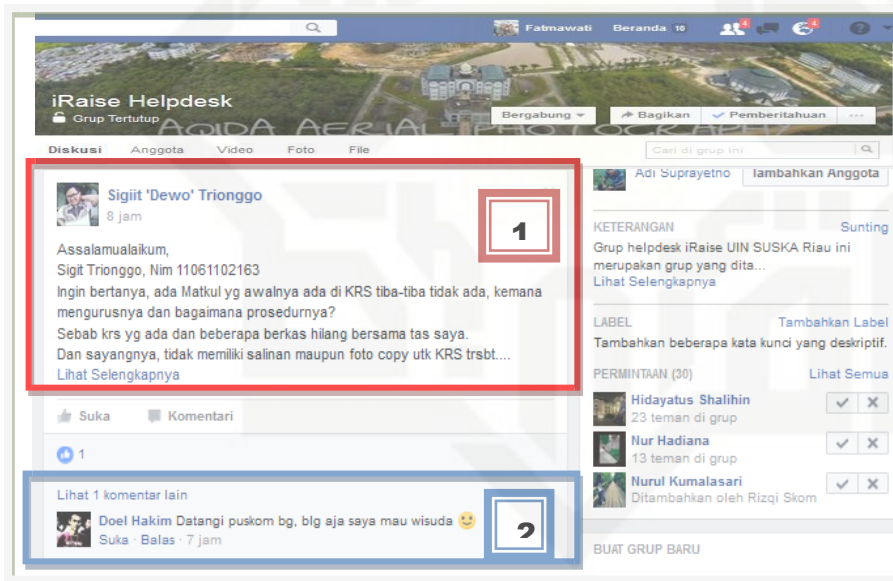 Fatmawati Beranda 10 4 4 ?
iRaise Helpdesk
Grup Tertutup
AQIDA AERIAL PHOTOGRAPHY
Bergabung Bagikan Pemberitahuan ...
Diskusi Anggota Video Foto File Cari di grup ini
Sigiit 'Dewo' Trionggo
8 jam
1
Assalamualaikum,
Sigit Trionggo, Nim 11061102163
Ingin bertanya, ada Matkul yg awalnya ada di KRS tiba-tiba tidak ada, kemana
mengurusnya dan bagaimana prosedurnya?
Sebab krs yg ada dan beberapa berkas hilang bersama tas saya.
Dan sayangnya, tidak memiliki salinan maupun foto copy utk KRS trsbt....
Lihat Selengkapnya
Suka Komentari
1
Lihat 1 komentar lain
Doel Hakim Datangi puskom bg, blg aja saya mau wisuda
Suka · Balas · 7 jam
2
Adi Suprayetno Tambahkan Anggota
KETERANGAN Sunting
Grup helpdesk iRaise UIN SUSKA Riau ini
merupakan grup yang dita...
Lihat Selengkapnya
LABEL Tambahkan Label
Tambahkan beberapa kata kunci yang deskriptif.
PERMINTAAN (30) Lihat Semua
Hidayatus Shalihin
23 teman di grup
Nur Hadiana
13 teman di grup
Nurul Kumalasari
Ditambahkan oleh Rizqi Skom
BUAT GRUP BARU